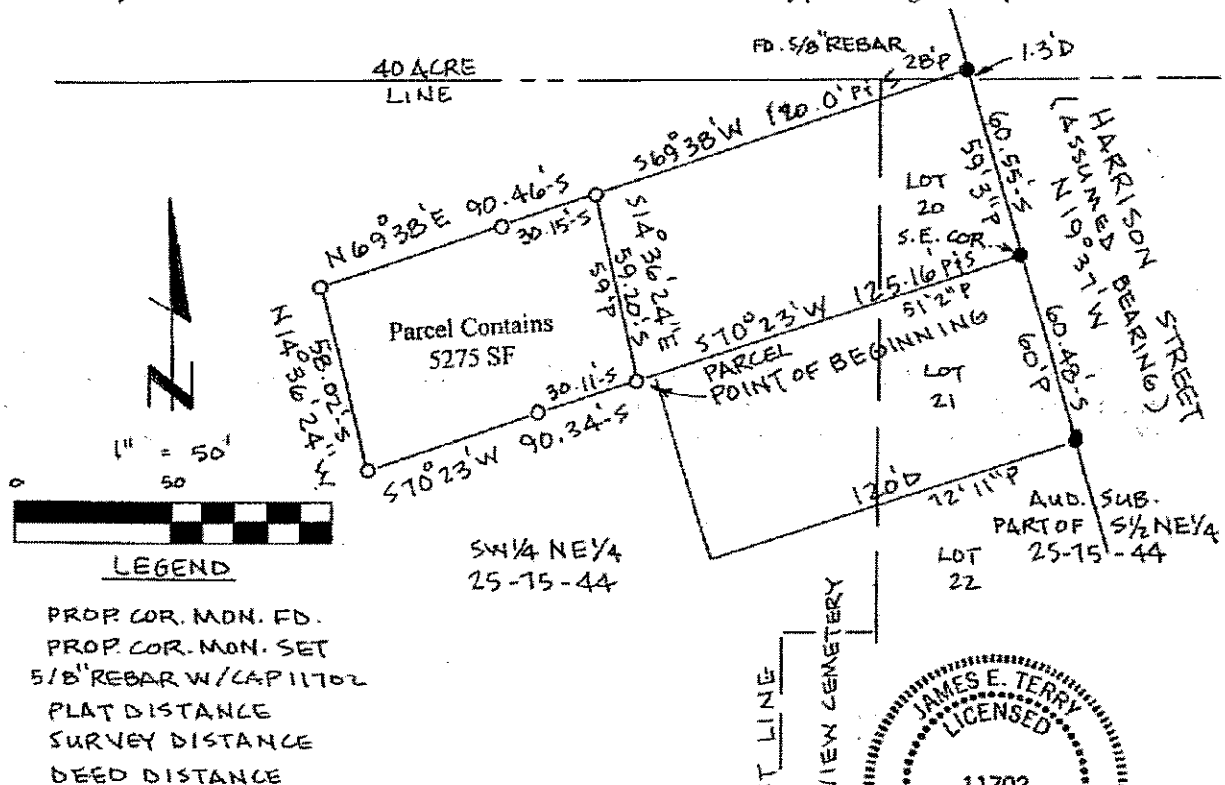 FD. 5/8" REBAR
28'P
1.3'D
40 ACRE
LINE
S69°38'W 120.0' P&S
N69°38'E 90.46'-S
30.15'-S
60.55'-S
59'3"P
HARRISON STREET
(ASSUMED BEARING)
N19°37'W
LOT
20
S.E. COR.
S14°36'24"E
59.20'-S
59'P
Parcel Contains
5275 SF
N14°36'24"W
58.02'-S
S70°23'W 125.16' P&S
51'2"P
PARCEL
POINT OF BEGINNING
30.11'-S
S70°23'W 90.34'-S
LOT
21
60.48'-S
60'P
N
1" = 50'
0 50
120'D
72'11"P
AUD. SUB.
PART OF S½ NE¼
25-75-44
LOT
22
SW¼ NE¼
25-75-44
LEGEND
PROP. COR. MON. FD.
PROP. COR. MON. SET
5/8" REBAR W/CAP 11702
PLAT DISTANCE
SURVEY DISTANCE
DEED DISTANCE
T LINE
VIEW CEMETERY
JAMES E. TERRY
LICENSED
11702